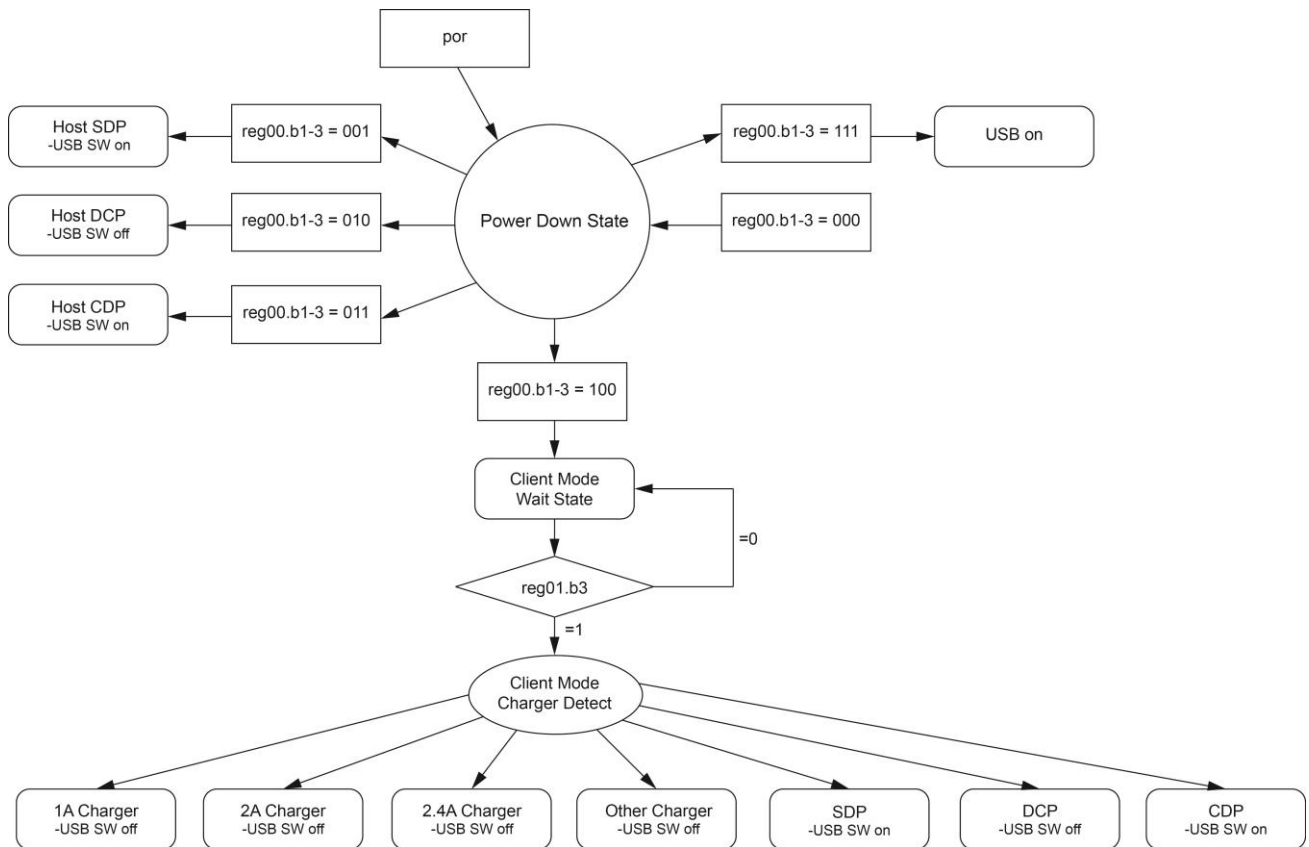 por
Host SDP
-USB SW on
reg00.b1-3 = 001
reg00.b1-3 = 111
USB on
Host DCP
-USB SW off
reg00.b1-3 = 010
Power Down State
reg00.b1-3 = 000
Host CDP
-USB SW on
reg00.b1-3 = 011
reg00.b1-3 = 100
Client Mode
Wait State
=0
reg01.b3
=1
Client Mode
Charger Detect
1A Charger
-USB SW off
2A Charger
-USB SW off
2.4A Charger
-USB SW off
Other Charger
-USB SW off
SDP
-USB SW on
DCP
-USB SW off
CDP
-USB SW on